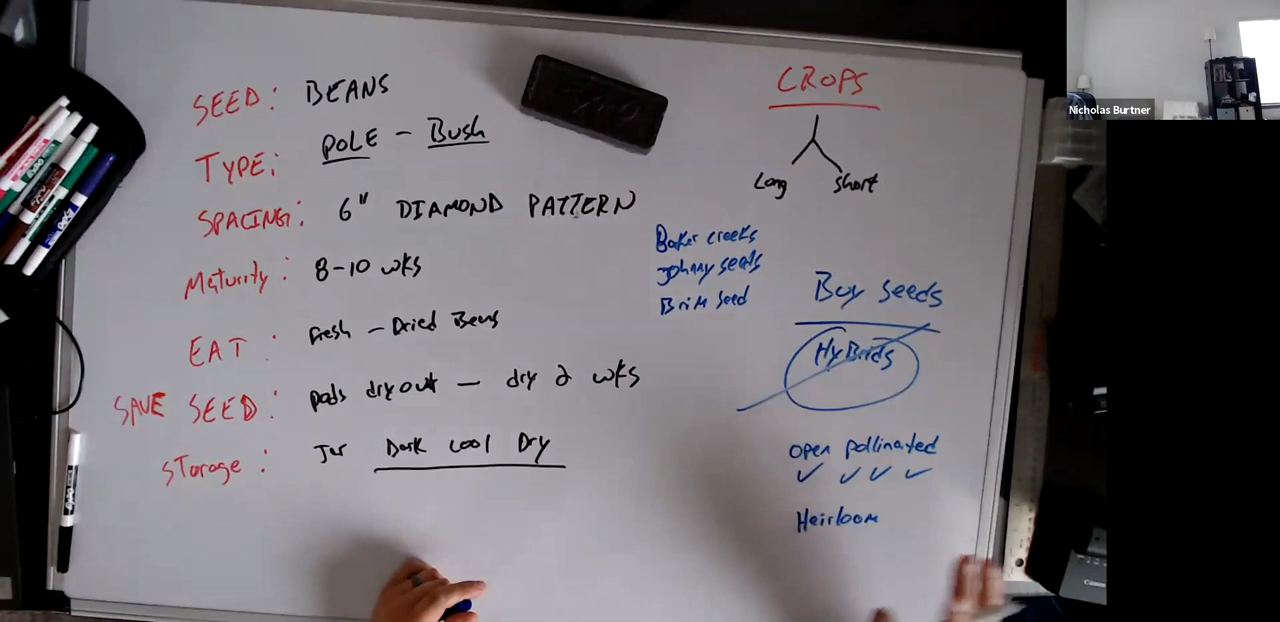 SEED: BEANS
TYPE: POLE - Bush
SPACING: 6" DIAMOND PATTERN
Maturity: 8-10 wks
EAT: Fresh - Dried Beans
SAVE SEED: pods dry out - dry 2 wks
Storage: Jar Dark Cool Dry
CROPS
Long short
Baker creeks
Johnny seeds
Brim Seed
Buy seeds
HyBrids
open pollinated
✓ ✓ ✓ ✓
Heirloom
Nicholas Burtner